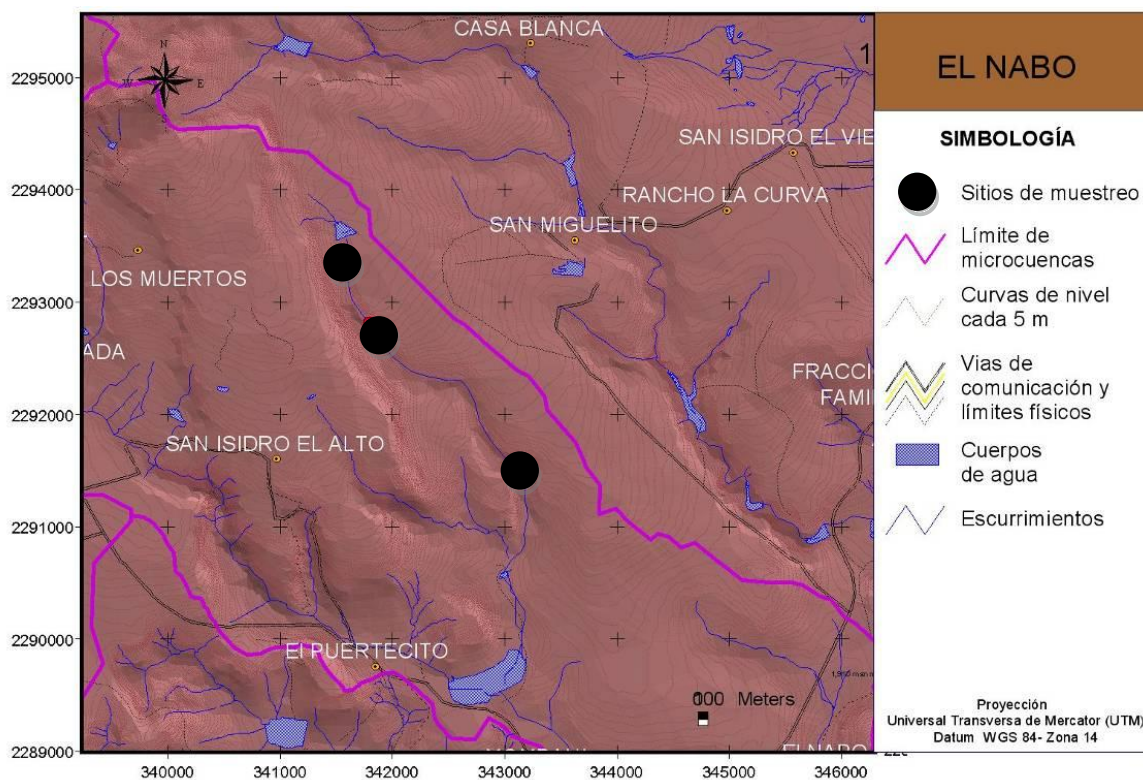 CASA BLANCA
1
EL NABO
2295000
N
W
E
S
SIMBOLOGÍA
SAN ISIDRO EL VIE
2294000
RANCHO LA CURVA
Sitios de muestreo
SAN MIGUELITO
Límite de
microcuencas
LOS MUERTOS
2293000
Curvas de nivel
cada 5 m
ADA
FRACCI
FAMI
Vias de
comunicación y
límites físicos
2292000
SAN ISIDRO EL ALTO
Cuerpos
de agua
2291000
Escurrimientos
2290000
El PUERTECITO
Meters
Proyección
Universal Transversa de Mercator (UTM)
Datum WGS 84- Zona 14
2289000
EL NABO
340000
341000
342000
343000
344000
345000
346000